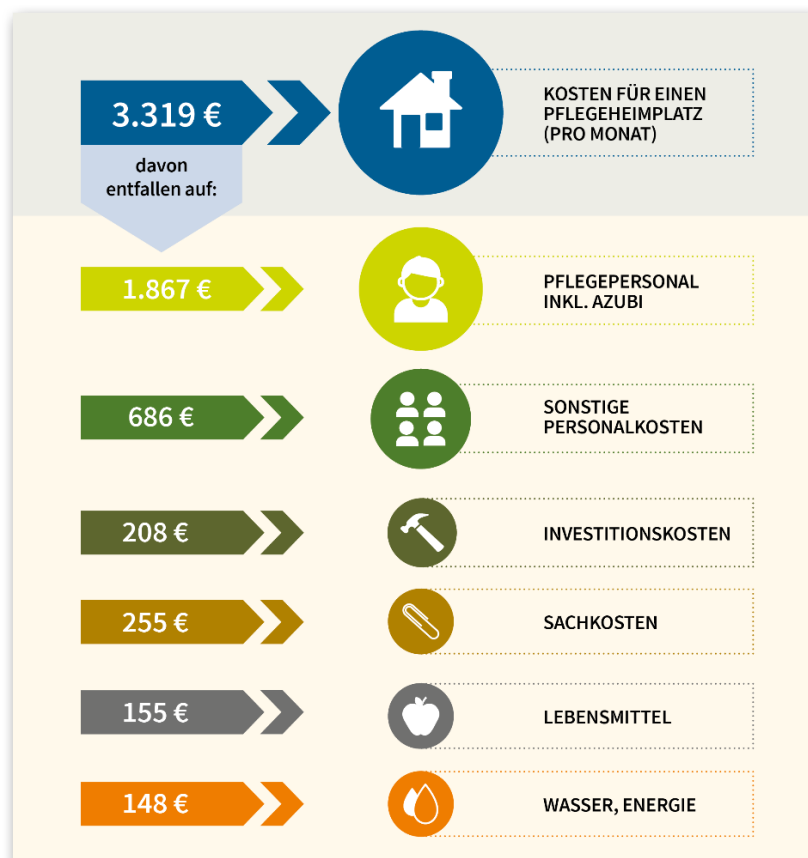 3.319 €
KOSTEN FÜR EINEN
PFLEGEHEIMPLATZ
(PRO MONAT)
davon
entfallen auf:
1.867 €
PFLEGEPERSONAL
INKL. AZUBI
686 €
SONSTIGE
PERSONALKOSTEN
208 €
INVESTITIONSKOSTEN
255 €
SACHKOSTEN
155 €
LEBENSMITTEL
148 €
WASSER, ENERGIE